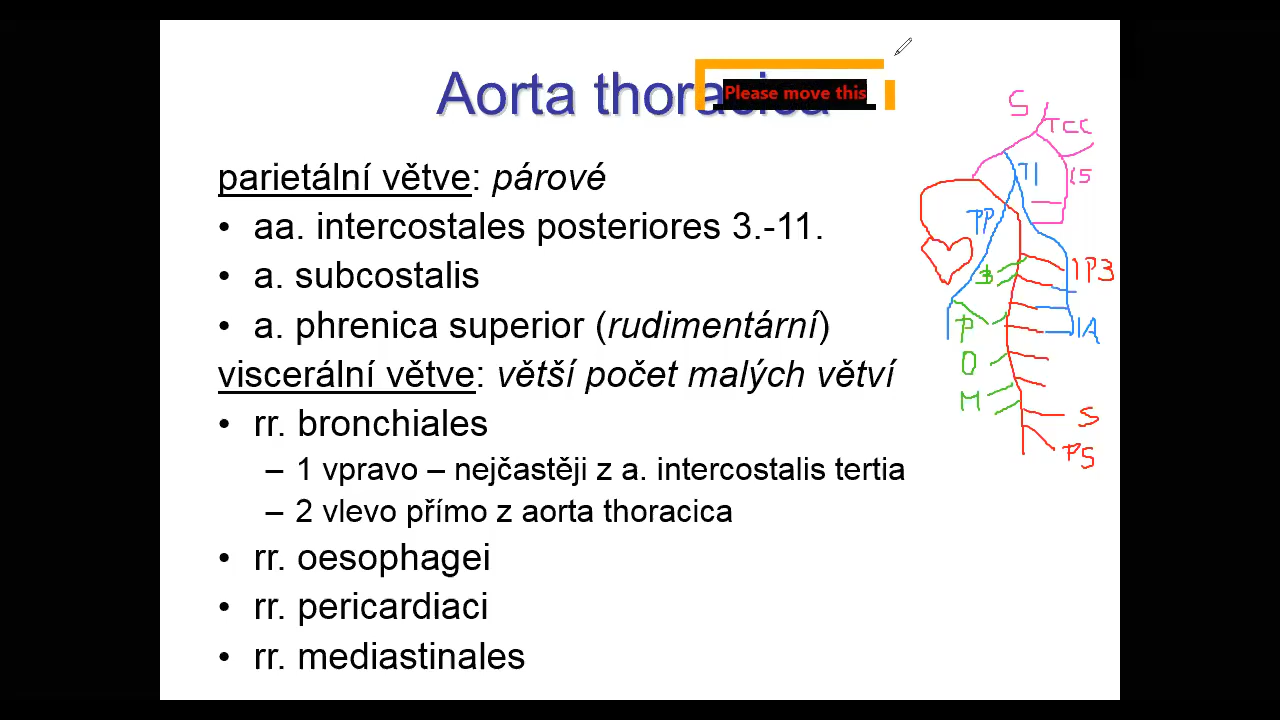 Aorta thoracica
Please move this
parietální větve: párové
• aa. intercostales posteriores 3.-11.
• a. subcostalis
• a. phrenica superior (rudimentární)
viscerální větve: větší počet malých větví
• rr. bronchiales
– 1 vpravo – nejčastěji z a. intercostalis tertia
– 2 vlevo přímo z aorta thoracica
• rr. oesophagei
• rr. pericardiaci
• rr. mediastinales
S
TCC
TI
PP
IP3
IA
P
O
M
S
PS